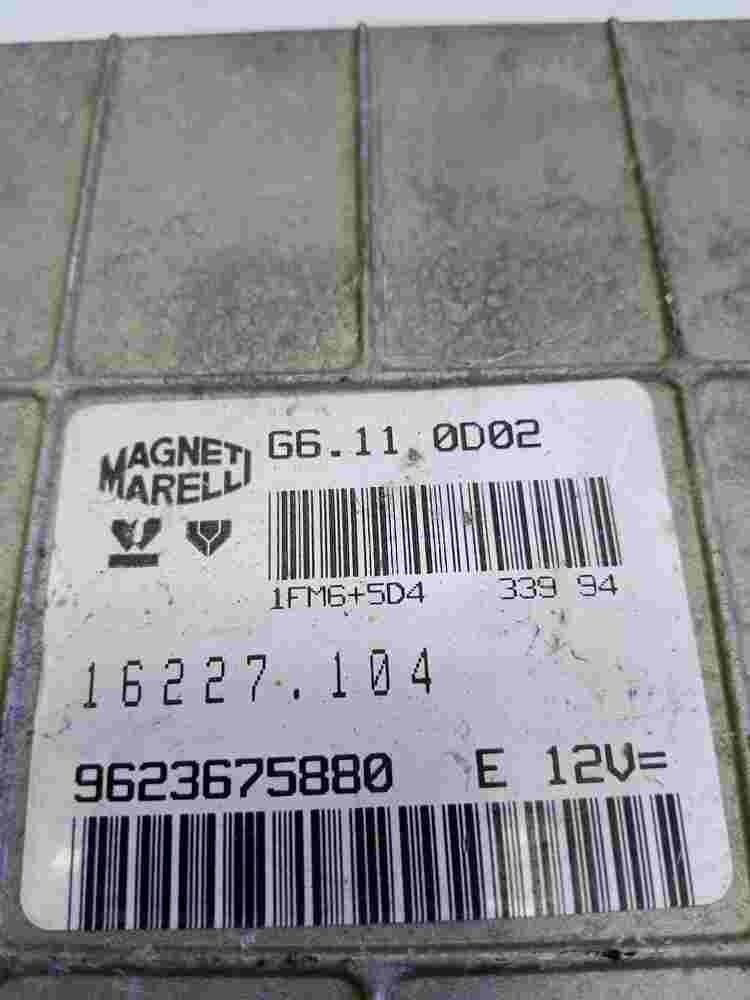 MAGNETI
MARELLI
G6.11 0D02
1FM6+5D4 339 94
16227.104
9623675880 E 12V=